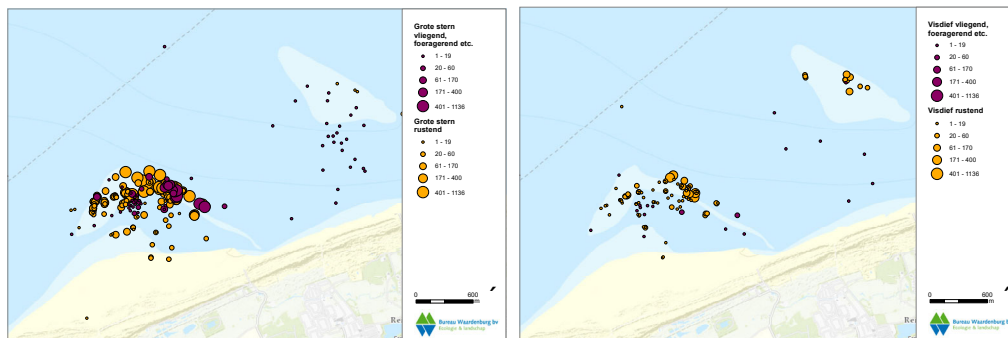 Grote stern
vliegend,
foeragerend etc.
1 - 19
20 - 60
61 - 170
171 - 400
401 - 1136
Grote stern
rustend
1 - 19
20 - 60
61 - 170
171 - 400
401 - 1136
0 600
m
Bureau Waardenburg bv
Ecologie & landschap
Visdief vliegend,
foeragerend etc.
1 - 19
20 - 60
61 - 170
171 - 400
401 - 1136
Visdief rustend
1 - 19
20 - 60
61 - 170
171 - 400
401 - 1136
0 600
m
Bureau Waardenburg bv
Ecologie & landschap